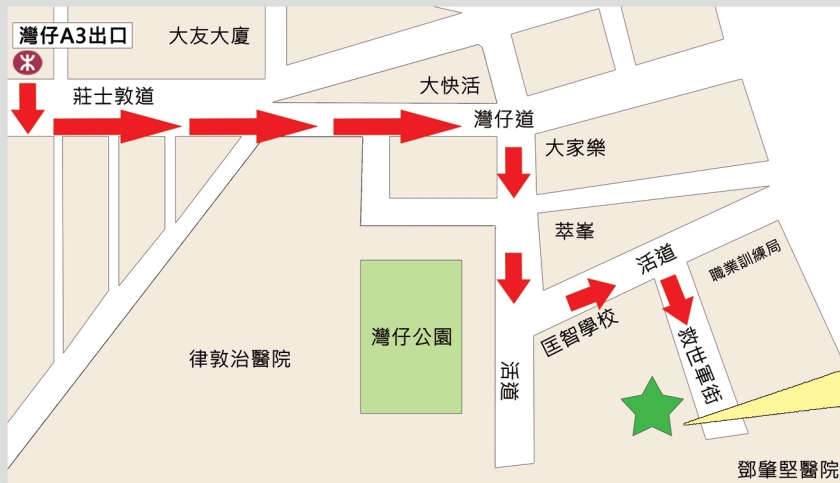 灣仔A3出口
大友大廈
莊士敦道
大快活
灣仔道
大家樂
萃峯
活道
職業訓練局
匡智學校
灣仔公園
律敦治醫院
活道
救世軍街
鄧肇堅醫院